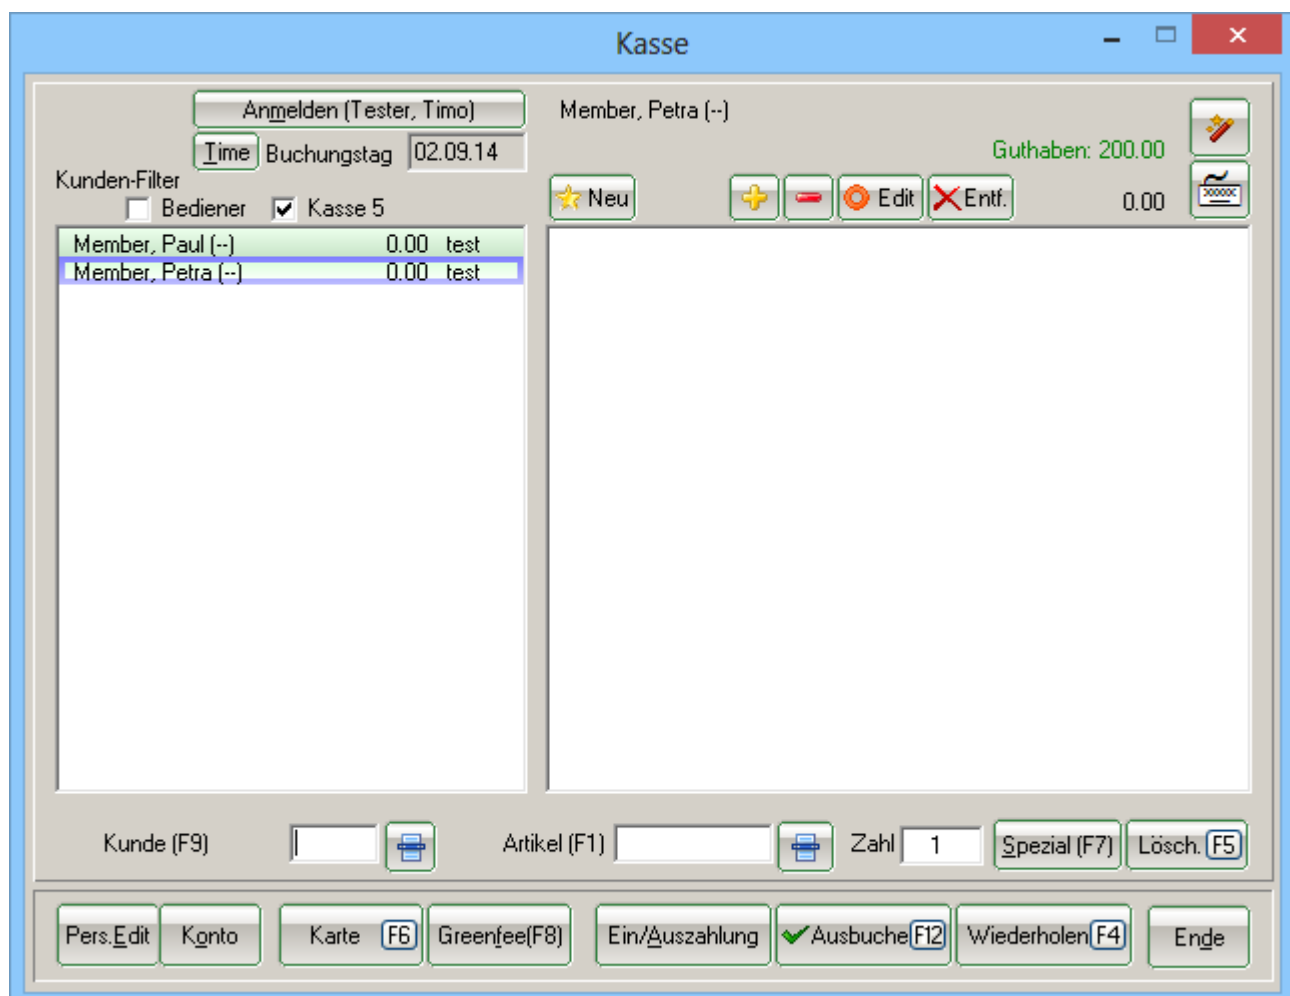 Kasse
Anmelden (Tester, Timo)
Member, Petra (--)
Time Buchungstag 02.09.14
Guthaben: 200.00
Kunden-Filter
Bediener Kasse 5
Neu Edit Entf. 0.00
Member, Paul (--) 0.00 test
Member, Petra (--) 0.00 test
Kunde (F9) Artikel (F1) Zahl 1 Spezial (F7) Lösch. F5
Pers.Edit Konto Karte F6 Greenfee(F8) Ein/Auszahlung Ausbuche F12 Wiederholen F4 Ende